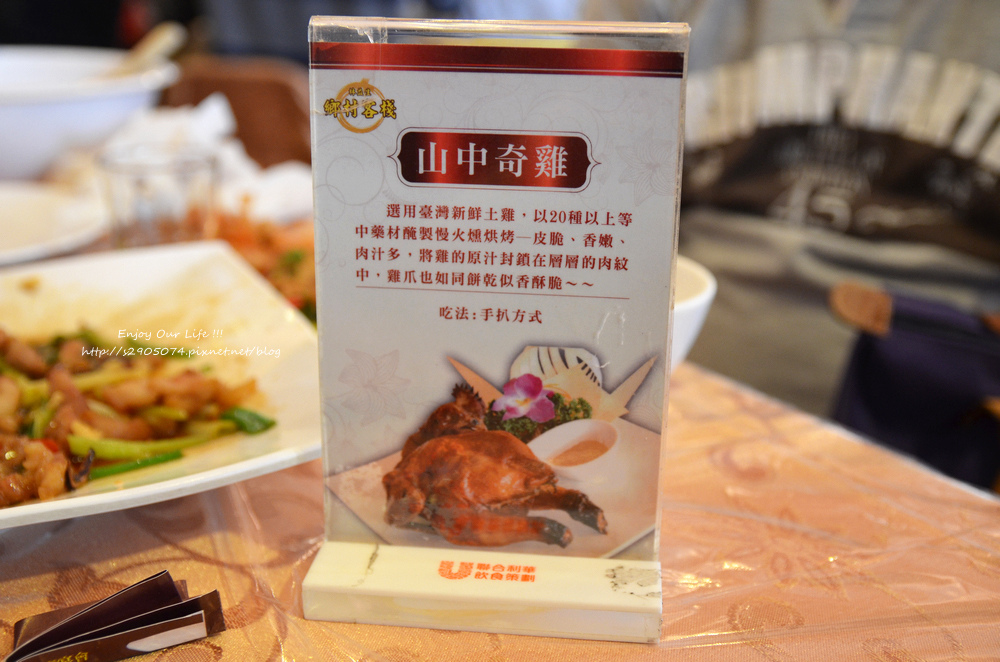 鄉村客棧
山中奇雞
選用臺灣新鮮土雞，以20種以上等
中藥材醃製慢火燻烘烤—皮脆、香嫩、
肉汁多，將雞的原汁封鎖在層層的肉紋
中，雞爪也如同餅乾似香酥脆～～
吃法：手扒方式
Enjoy Our Life !!!
http://s2905074.pixnet.net/blog
聯合利華
飲食策劃